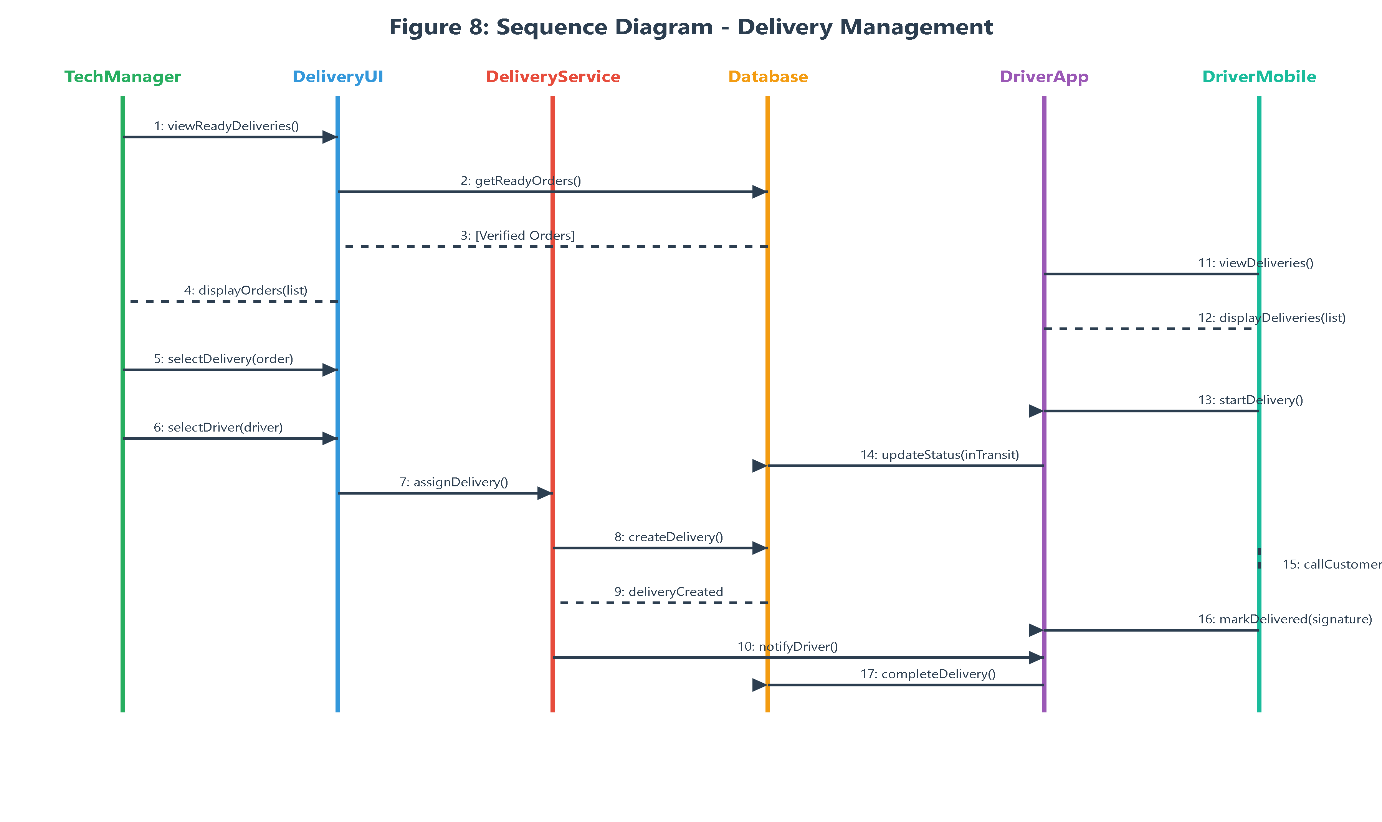 Figure 8: Sequence Diagram - Delivery Management
TechManager
DeliveryUI
DeliveryService
Database
DriverApp
DriverMobile
1: viewReadyDeliveries()
2: getReadyOrders()
3: [Verified Orders]
4: displayOrders(list)
5: selectDelivery(order)
6: selectDriver(driver)
7: assignDelivery()
8: createDelivery()
9: deliveryCreated
10: notifyDriver()
11: viewDeliveries()
12: displayDeliveries(list)
13: startDelivery()
14: updateStatus(inTransit)
15: callCustomer
16: markDelivered(signature)
17: completeDelivery()